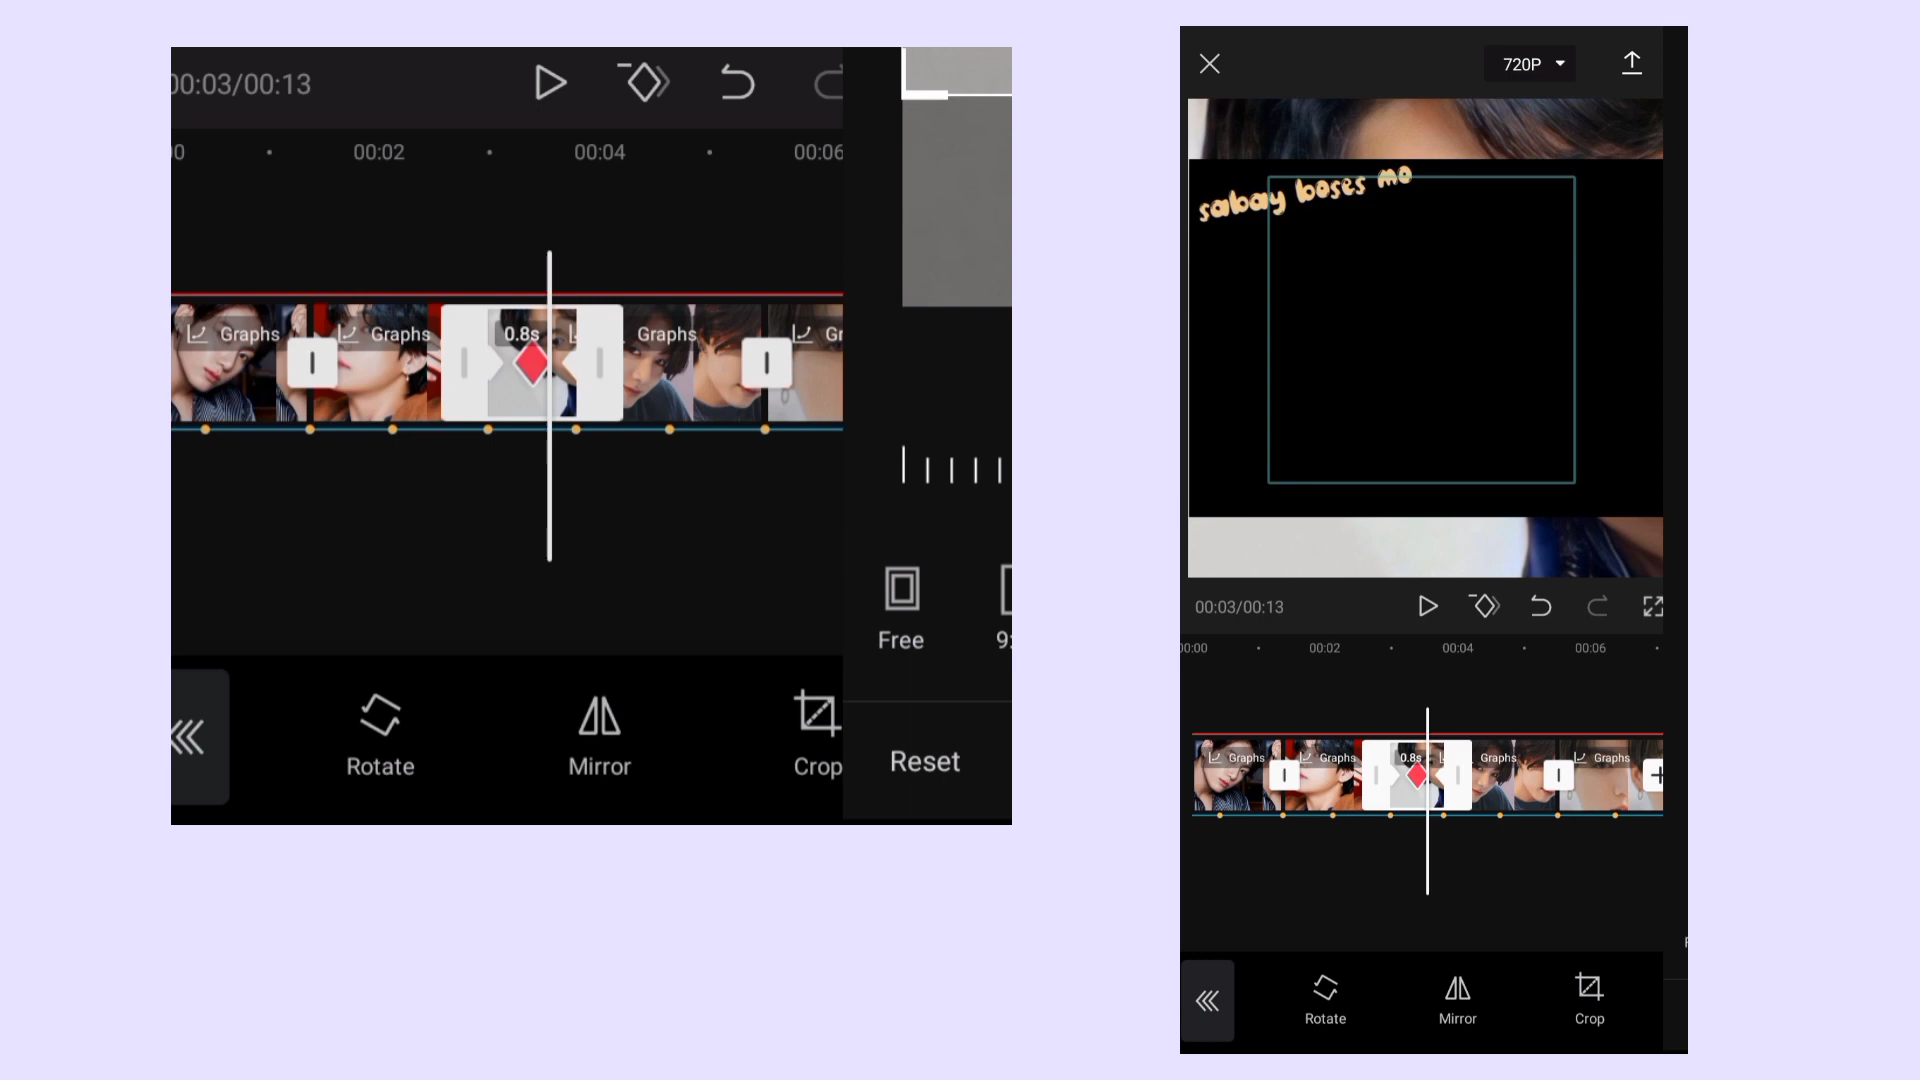 00:03/00:13
00:02
00:04
00:06
Graphs
Graphs
0.8s
Graphs
Free
Rotate
Mirror
Crop
Reset
720P
sabay boses mo
00:03/00:13
00:00
00:02
00:04
00:06
Graphs
Graphs
0.8s
Graphs
Graphs
Rotate
Mirror
Crop